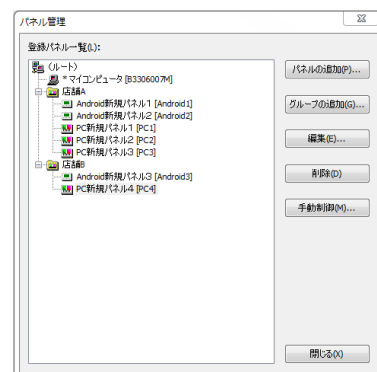 パネル管理
登録パネル一覧(L):
(ルート)
* マイコンピュータ [B3306007M]
店舗A
Android新規パネル1 [Android1]
Android新規パネル2 [Android2]
PC新規パネル1 [PC1]
PC新規パネル2 [PC2]
PC新規パネル3 [PC3]
店舗B
Android新規パネル3 [Android3]
PC新規パネル4 [PC4]
パネルの追加(P)...
グループの追加(G)...
編集(E)...
削除(D)
手動制御(M)...
閉じる(X)